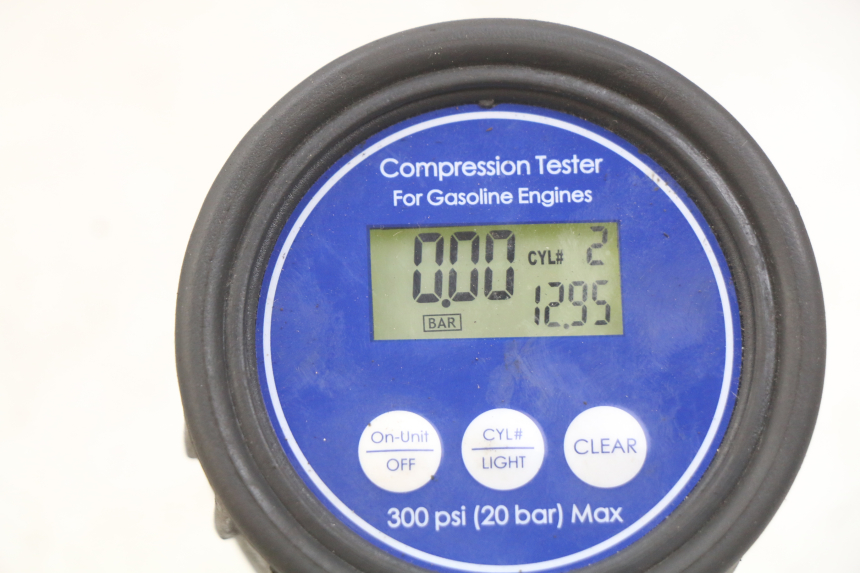 Compression Tester
For Gasoline Engines
0.00 CYL# 2
BAR 12.95
On-Unit CYL# CLEAR
OFF LIGHT
300 psi (20 bar) Max